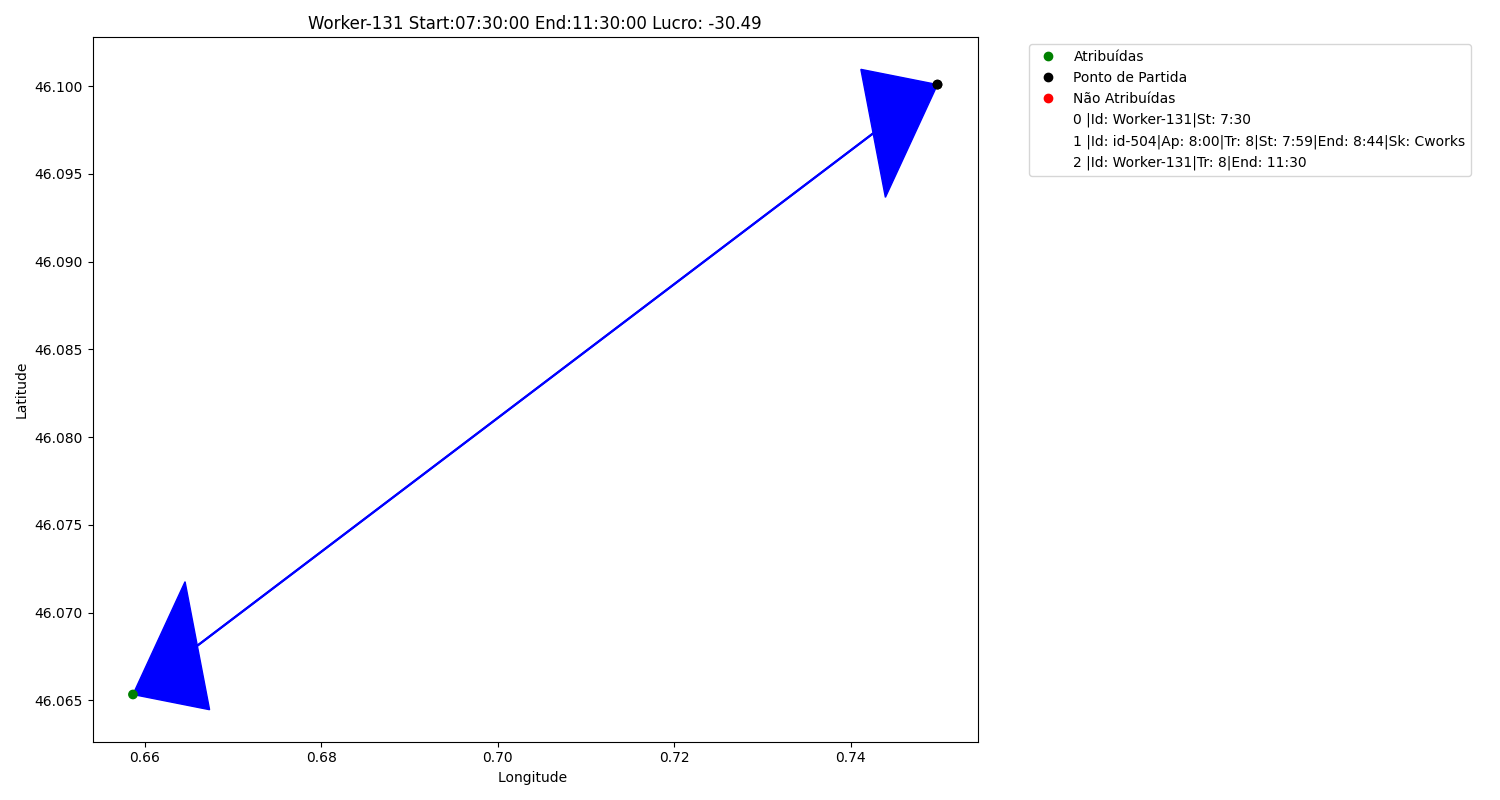 Worker-131 Start:07:30:00 End:11:30:00 Lucro: -30.49
Atribuídas
Ponto de Partida
Não Atribuídas
0 |Id: Worker-131|St: 7:30
1 |Id: id-504|Ap: 8:00|Tr: 8|St: 7:59|End: 8:44|Sk: Cworks
2 |Id: Worker-131|Tr: 8|End: 11:30
46.100
46.095
46.090
46.085
46.080
46.075
46.070
46.065
Latitude
0.66 0.68 0.70 0.72 0.74
Longitude